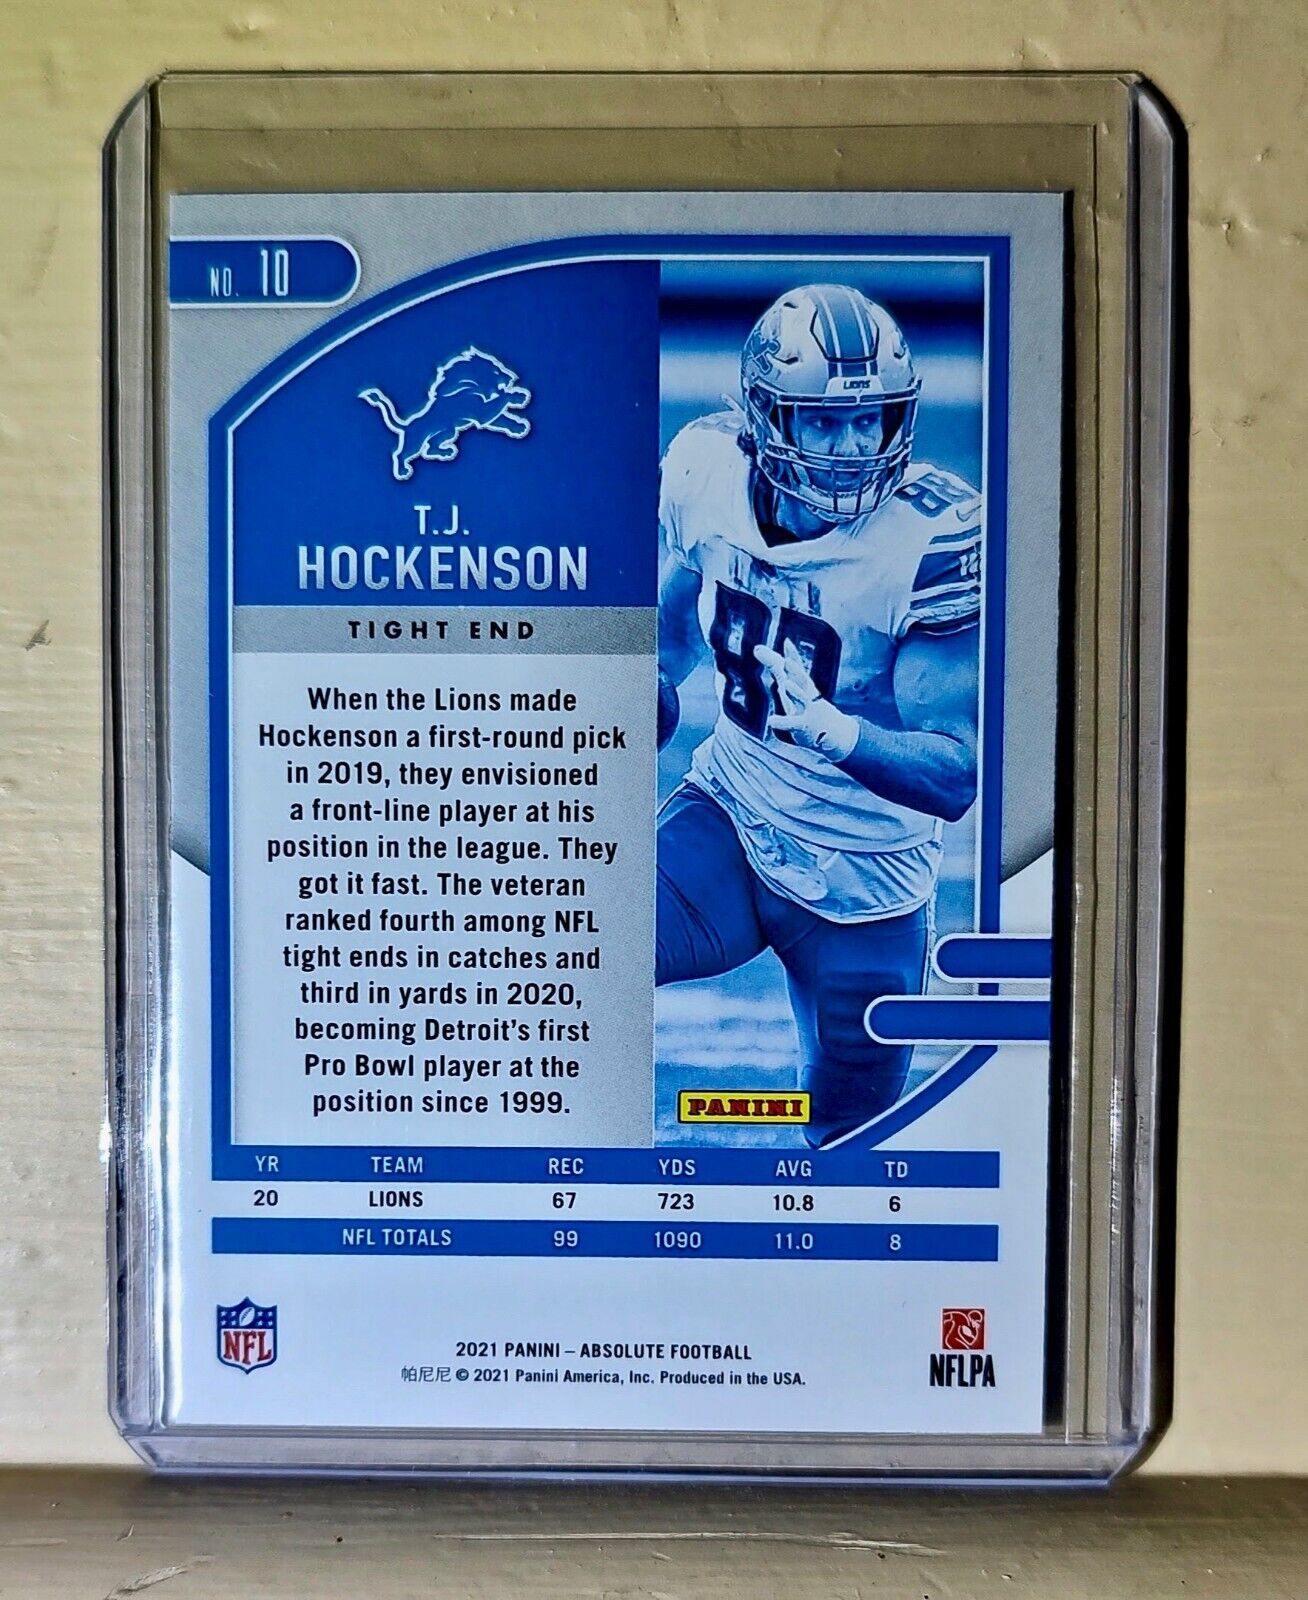 NO. 10
LIONS
T.J.
HOCKENSON
TIGHT END
When the Lions made
Hockenson a first-round pick
in 2019, they envisioned
a front-line player at his
position in the league. They
got it fast. The veteran
ranked fourth among NFL
tight ends in catches and
third in yards in 2020,
becoming Detroit's first
Pro Bowl player at the
position since 1999.
88
PANINI
YR TEAM REC YDS AVG TD
20 LIONS 67 723 10.8 6
NFL TOTALS 99 1090 11.0 8
NFL
2021 PANINI – ABSOLUTE FOOTBALL
帕尼尼 © 2021 Panini America, Inc. Produced in the USA.
NFLPA